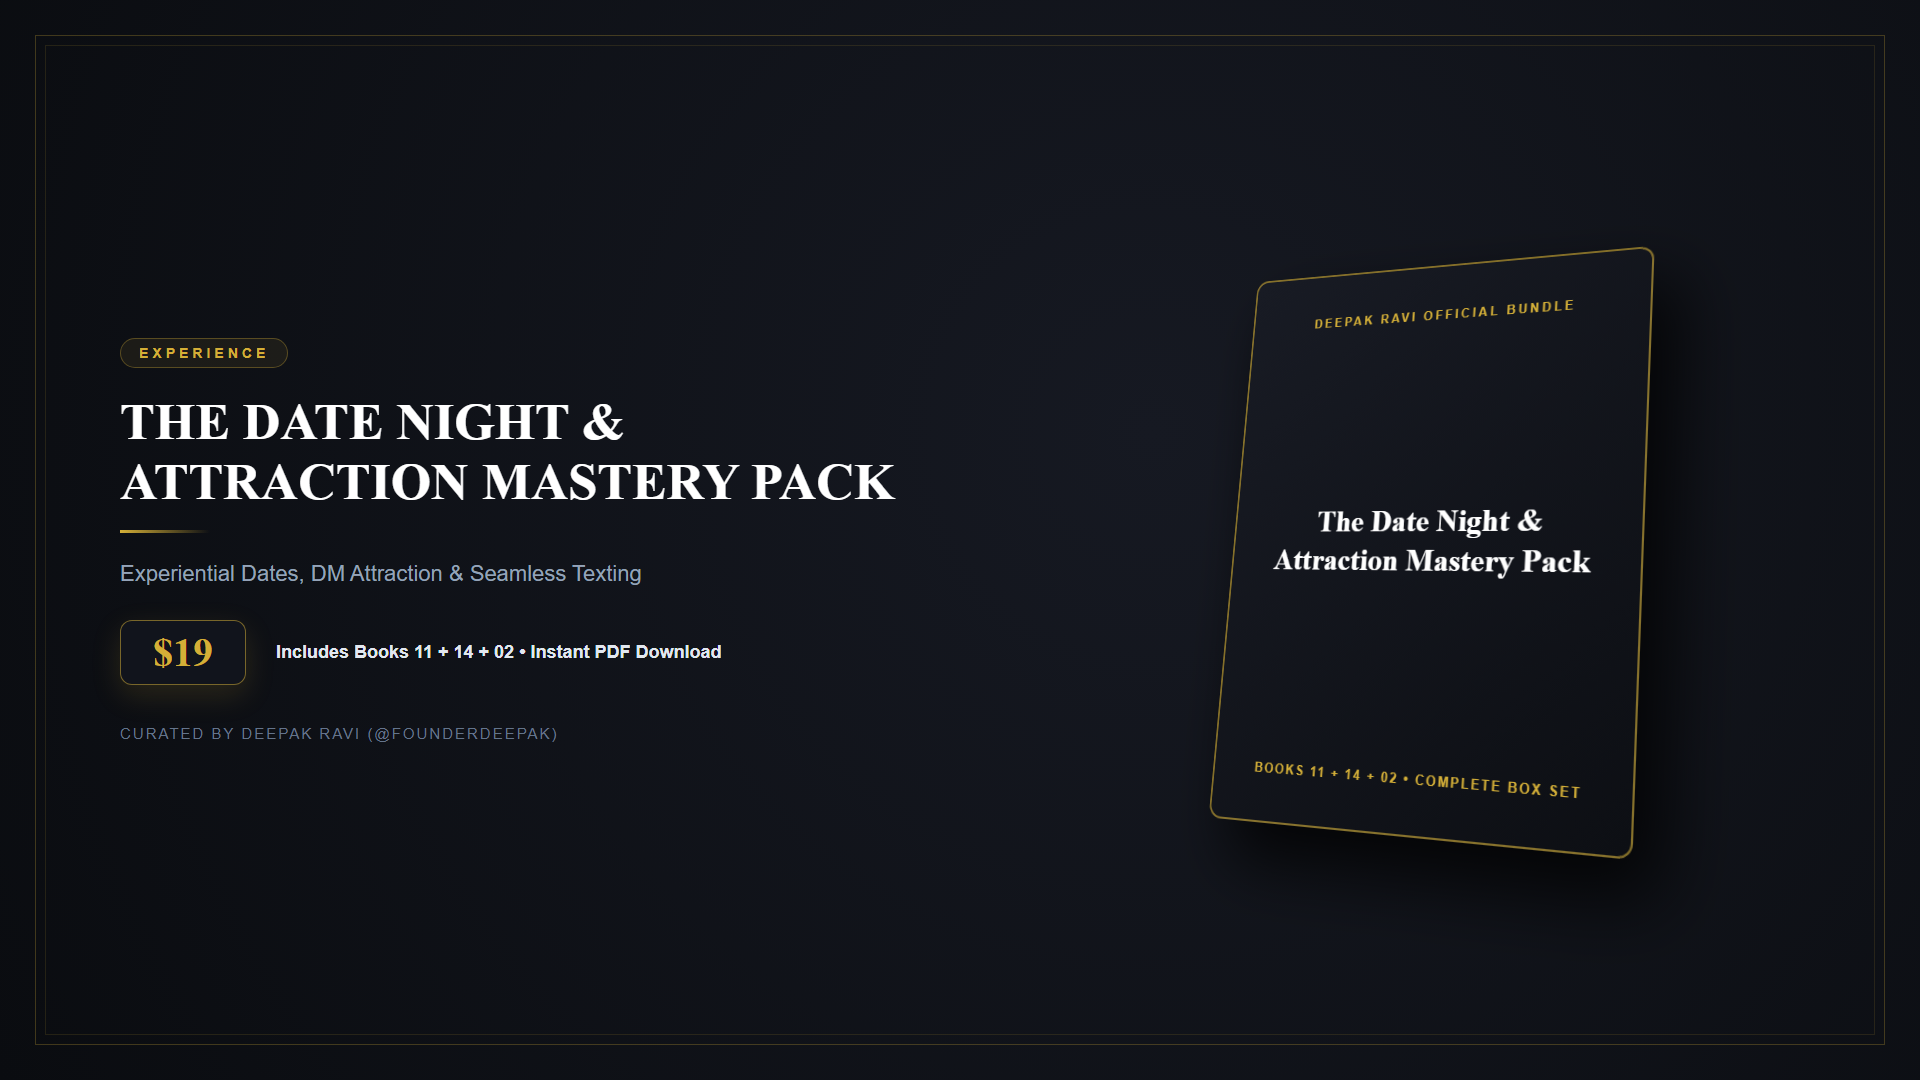 EXPERIENCE
THE DATE NIGHT &
ATTRACTION MASTERY PACK
Experiential Dates, DM Attraction & Seamless Texting
$19
Includes Books 11 + 14 + 02 • Instant PDF Download
CURATED BY DEEPAK RAVI (@FOUNDERDEEPAK)
DEEPAK RAVI OFFICIAL BUNDLE
The Date Night &
Attraction Mastery Pack
BOOKS 11 + 14 + 02 • COMPLETE BOX SET